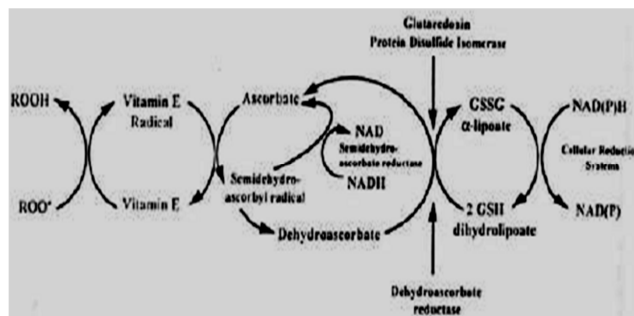 Glutaredoxin
Protein Disulfide Isomerase
ROOH
Vitamin E
Radical
Ascorbate
GSSG
α-lipoate
NAD(P)H
NAD
Semidehydro-
ascorbate reductase
NADH
Cellular Reduction
Systems
Semidehydro-
ascorbyl radical
ROO•
Vitamin E
Dehydroascorbate
2 GSH
dihydrolipoate
NAD(P)
Dehydroascorbate
reductase